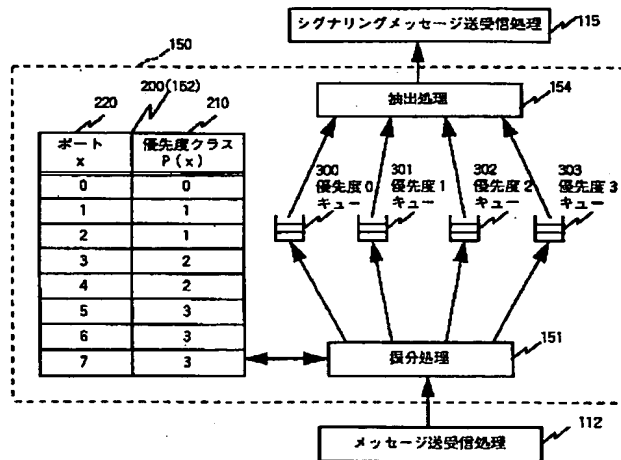 シグナリングメッセージ送受信処理
115
150
200(152)
220
210
154
抽出処理
ポート
x
優先度クラス
P(x)
0 0
1 1
2 1
3 2
4 2
5 3
6 3
7 3
300
優先度0
キュー
301
優先度1
キュー
302
優先度2
キュー
303
優先度3
キュー
振分処理
151
メッセージ送受信処理
112